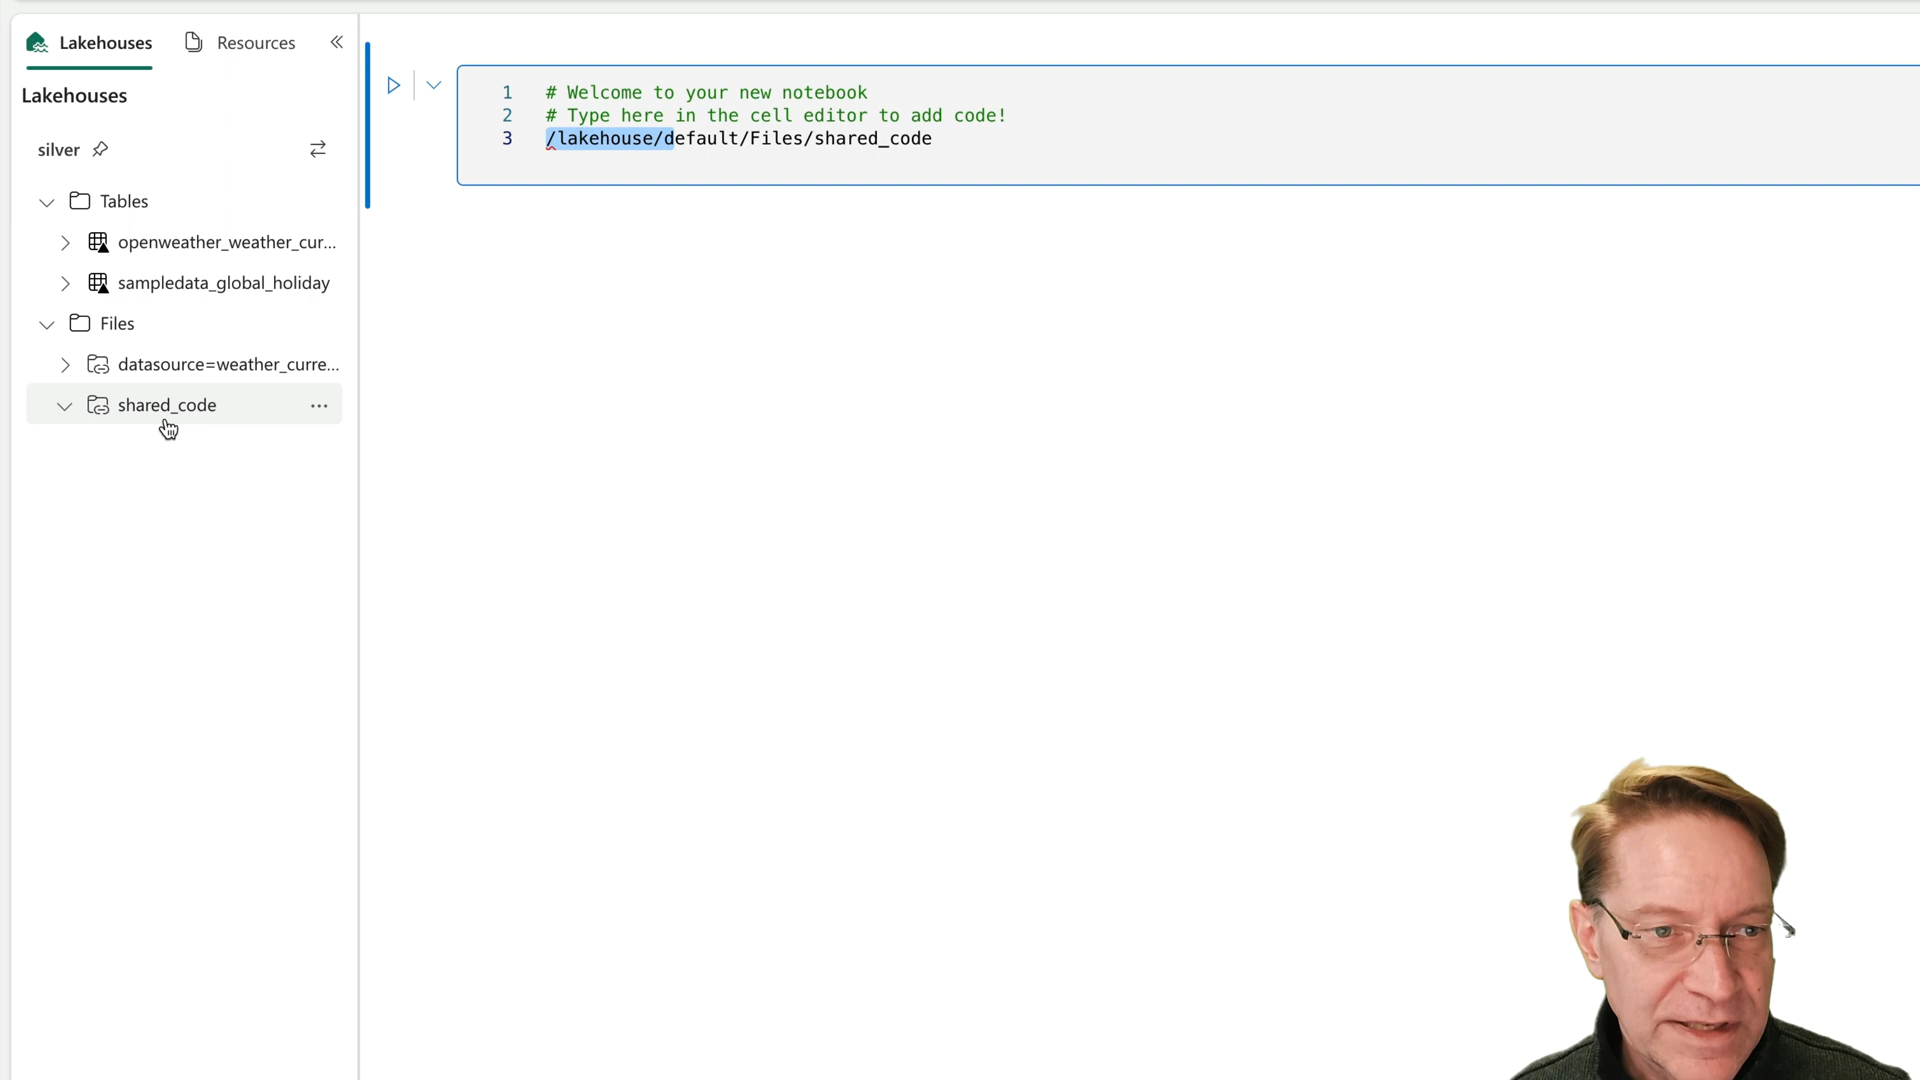 Lakehouses
Resources
Lakehouses
silver
Tables
openweather_weather_cur...
sampledata_global_holiday
Files
datasource=weather_curre...
shared_code
1 # Welcome to your new notebook
2 # Type here in the cell editor to add code!
3 /lakehouse/default/Files/shared_code